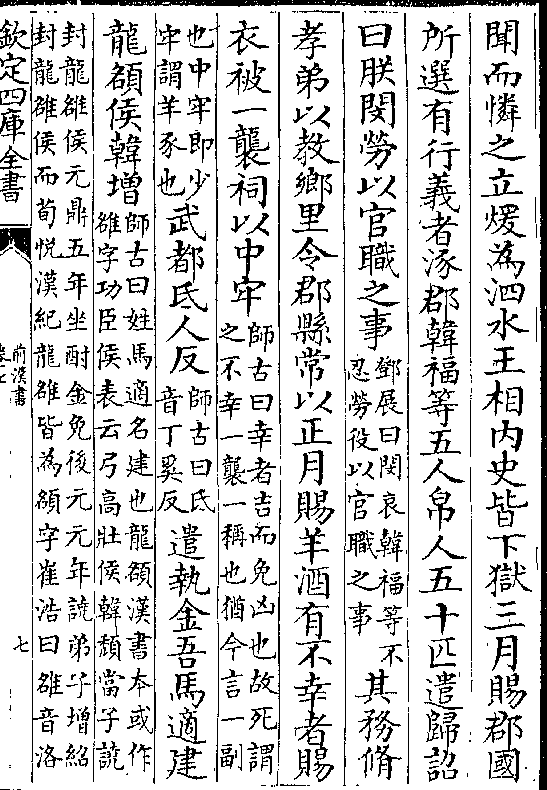 聞而憐之立煖為泗水王相內史皆下獄三月賜郡國
所選有行義者涿郡韓福等五人帛人五十匹遣歸詔
曰朕閔勞以官職之事
鄧展曰閔哀韓福等不
忍勞役以官職之事
其務脩
孝弟以教鄉里令郡縣常以正月賜羊酒有不幸者賜
衣被一襲祠以中牢
師古曰幸者吉而免凶也故死謂
之不幸一襲一稱也猶今言一副
也中牢即少
牢謂羊豕也
武都氐人反
師古曰氐
音丁奚反
遣執金吾馬適建
龍頟侯韓增
師古曰姓馬適名建也龍頟漢書本或作
雒字功臣侯表云弓高壯侯韓頹當子譊
封龍雒侯元鼎五年坐酎金免後元元年譊弟子增紹
封龍雒侯而荀悅漢紀龍雒皆為頟字崔浩曰雒音洛
欽定四庫全書
前漢書
卷七
七